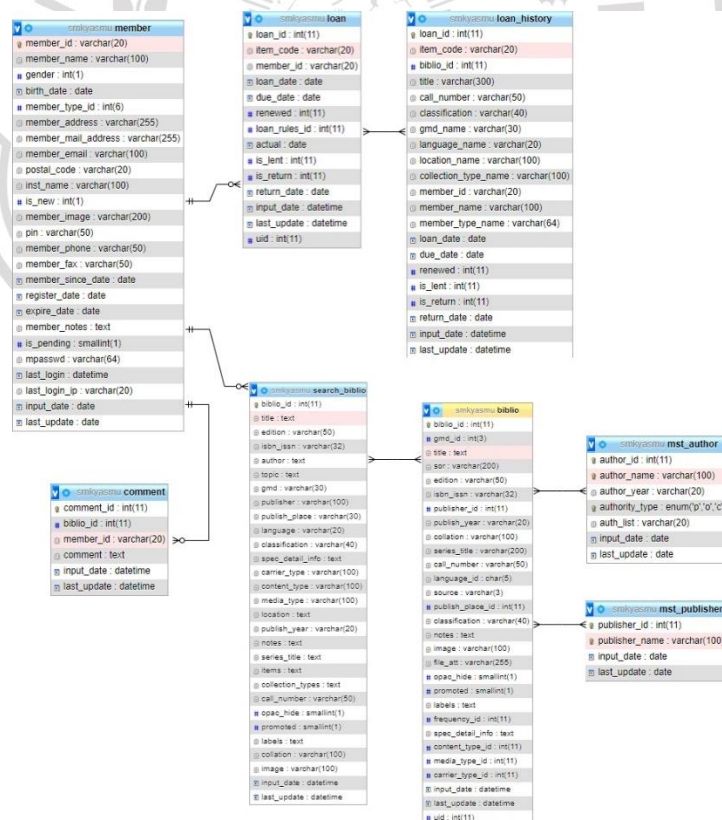 smkyasmu member
member_id : varchar(20)
member_name : varchar(100)
gender : int(1)
birth_date : date
member_type_id : int(6)
member_address : varchar(255)
member_mail_address : varchar(255)
member_email : varchar(100)
postal_code : varchar(20)
inst_name : varchar(100)
is_new : int(1)
member_image : varchar(200)
pin : varchar(50)
member_phone : varchar(50)
member_fax : varchar(50)
member_since_date : date
register_date : date
expire_date : date
member_notes : text
is_pending : smallint(1)
mpasswd : varchar(64)
last_login : datetime
last_login_ip : varchar(20)
input_date : date
last_update : date
smkyasmu loan
loan_id : int(11)
item_code : varchar(20)
member_id : varchar(20)
loan_date : date
due_date : date
renewed : int(11)
loan_rules_id : int(11)
actual : date
is_lent : int(11)
is_return : int(11)
return_date : date
input_date : datetime
last_update : datetime
uid : int(11)
smkyasmu loan_history
loan_id : int(11)
item_code : varchar(20)
biblio_id : int(11)
title : varchar(300)
call_number : varchar(50)
classification : varchar(40)
gmd_name : varchar(30)
language_name : varchar(20)
location_name : varchar(100)
collection_type_name : varchar(100)
member_id : varchar(20)
member_name : varchar(100)
member_type_name : varchar(64)
loan_date : date
due_date : date
renewed : int(11)
is_lent : int(11)
is_return : int(11)
return_date : date
input_date : datetime
last_update : datetime
smkyasmu comment
comment_id : int(11)
biblio_id : int(11)
member_id : varchar(20)
comment : text
input_date : datetime
last_update : datetime
smkyasmu search_biblio
biblio_id : int(11)
title : text
edition : varchar(50)
isbn_issn : varchar(32)
author : text
topic : text
gmd : varchar(30)
publisher : varchar(100)
publish_place : varchar(30)
language : varchar(20)
classification : varchar(40)
spec_detail_info : text
carrier_type : varchar(100)
content_type : varchar(100)
media_type : varchar(100)
location : text
publish_year : varchar(20)
notes : text
series_title : text
items : text
collection_types : text
call_number : varchar(50)
opac_hide : smallint(1)
promoted : smallint(1)
labels : text
collation : varchar(100)
image : varchar(100)
input_date : datetime
last_update : datetime
smkyasmu biblio
biblio_id : int(11)
gmd_id : int(3)
title : text
sor : varchar(200)
edition : varchar(50)
isbn_issn : varchar(32)
publisher_id : int(11)
publish_year : varchar(20)
collation : varchar(100)
series_title : varchar(200)
call_number : varchar(50)
language_id : char(5)
source : varchar(3)
publish_place_id : int(11)
classification : varchar(40)
notes : text
image : varchar(100)
file_att : varchar(255)
opac_hide : smallint(1)
promoted : smallint(1)
labels : text
frequency_id : int(11)
spec_detail_info : text
content_type_id : int(11)
media_type_id : int(11)
carrier_type_id : int(11)
input_date : datetime
last_update : datetime
uid : int(11)
smkyasmu mst_author
author_id : int(11)
author_name : varchar(100)
author_year : varchar(20)
authority_type : enum('p','o','c'
auth_list : varchar(20)
input_date : date
last_update : date
smkyasmu mst_publisher
publisher_id : int(11)
publisher_name : varchar(100)
input_date : date
last_update : date